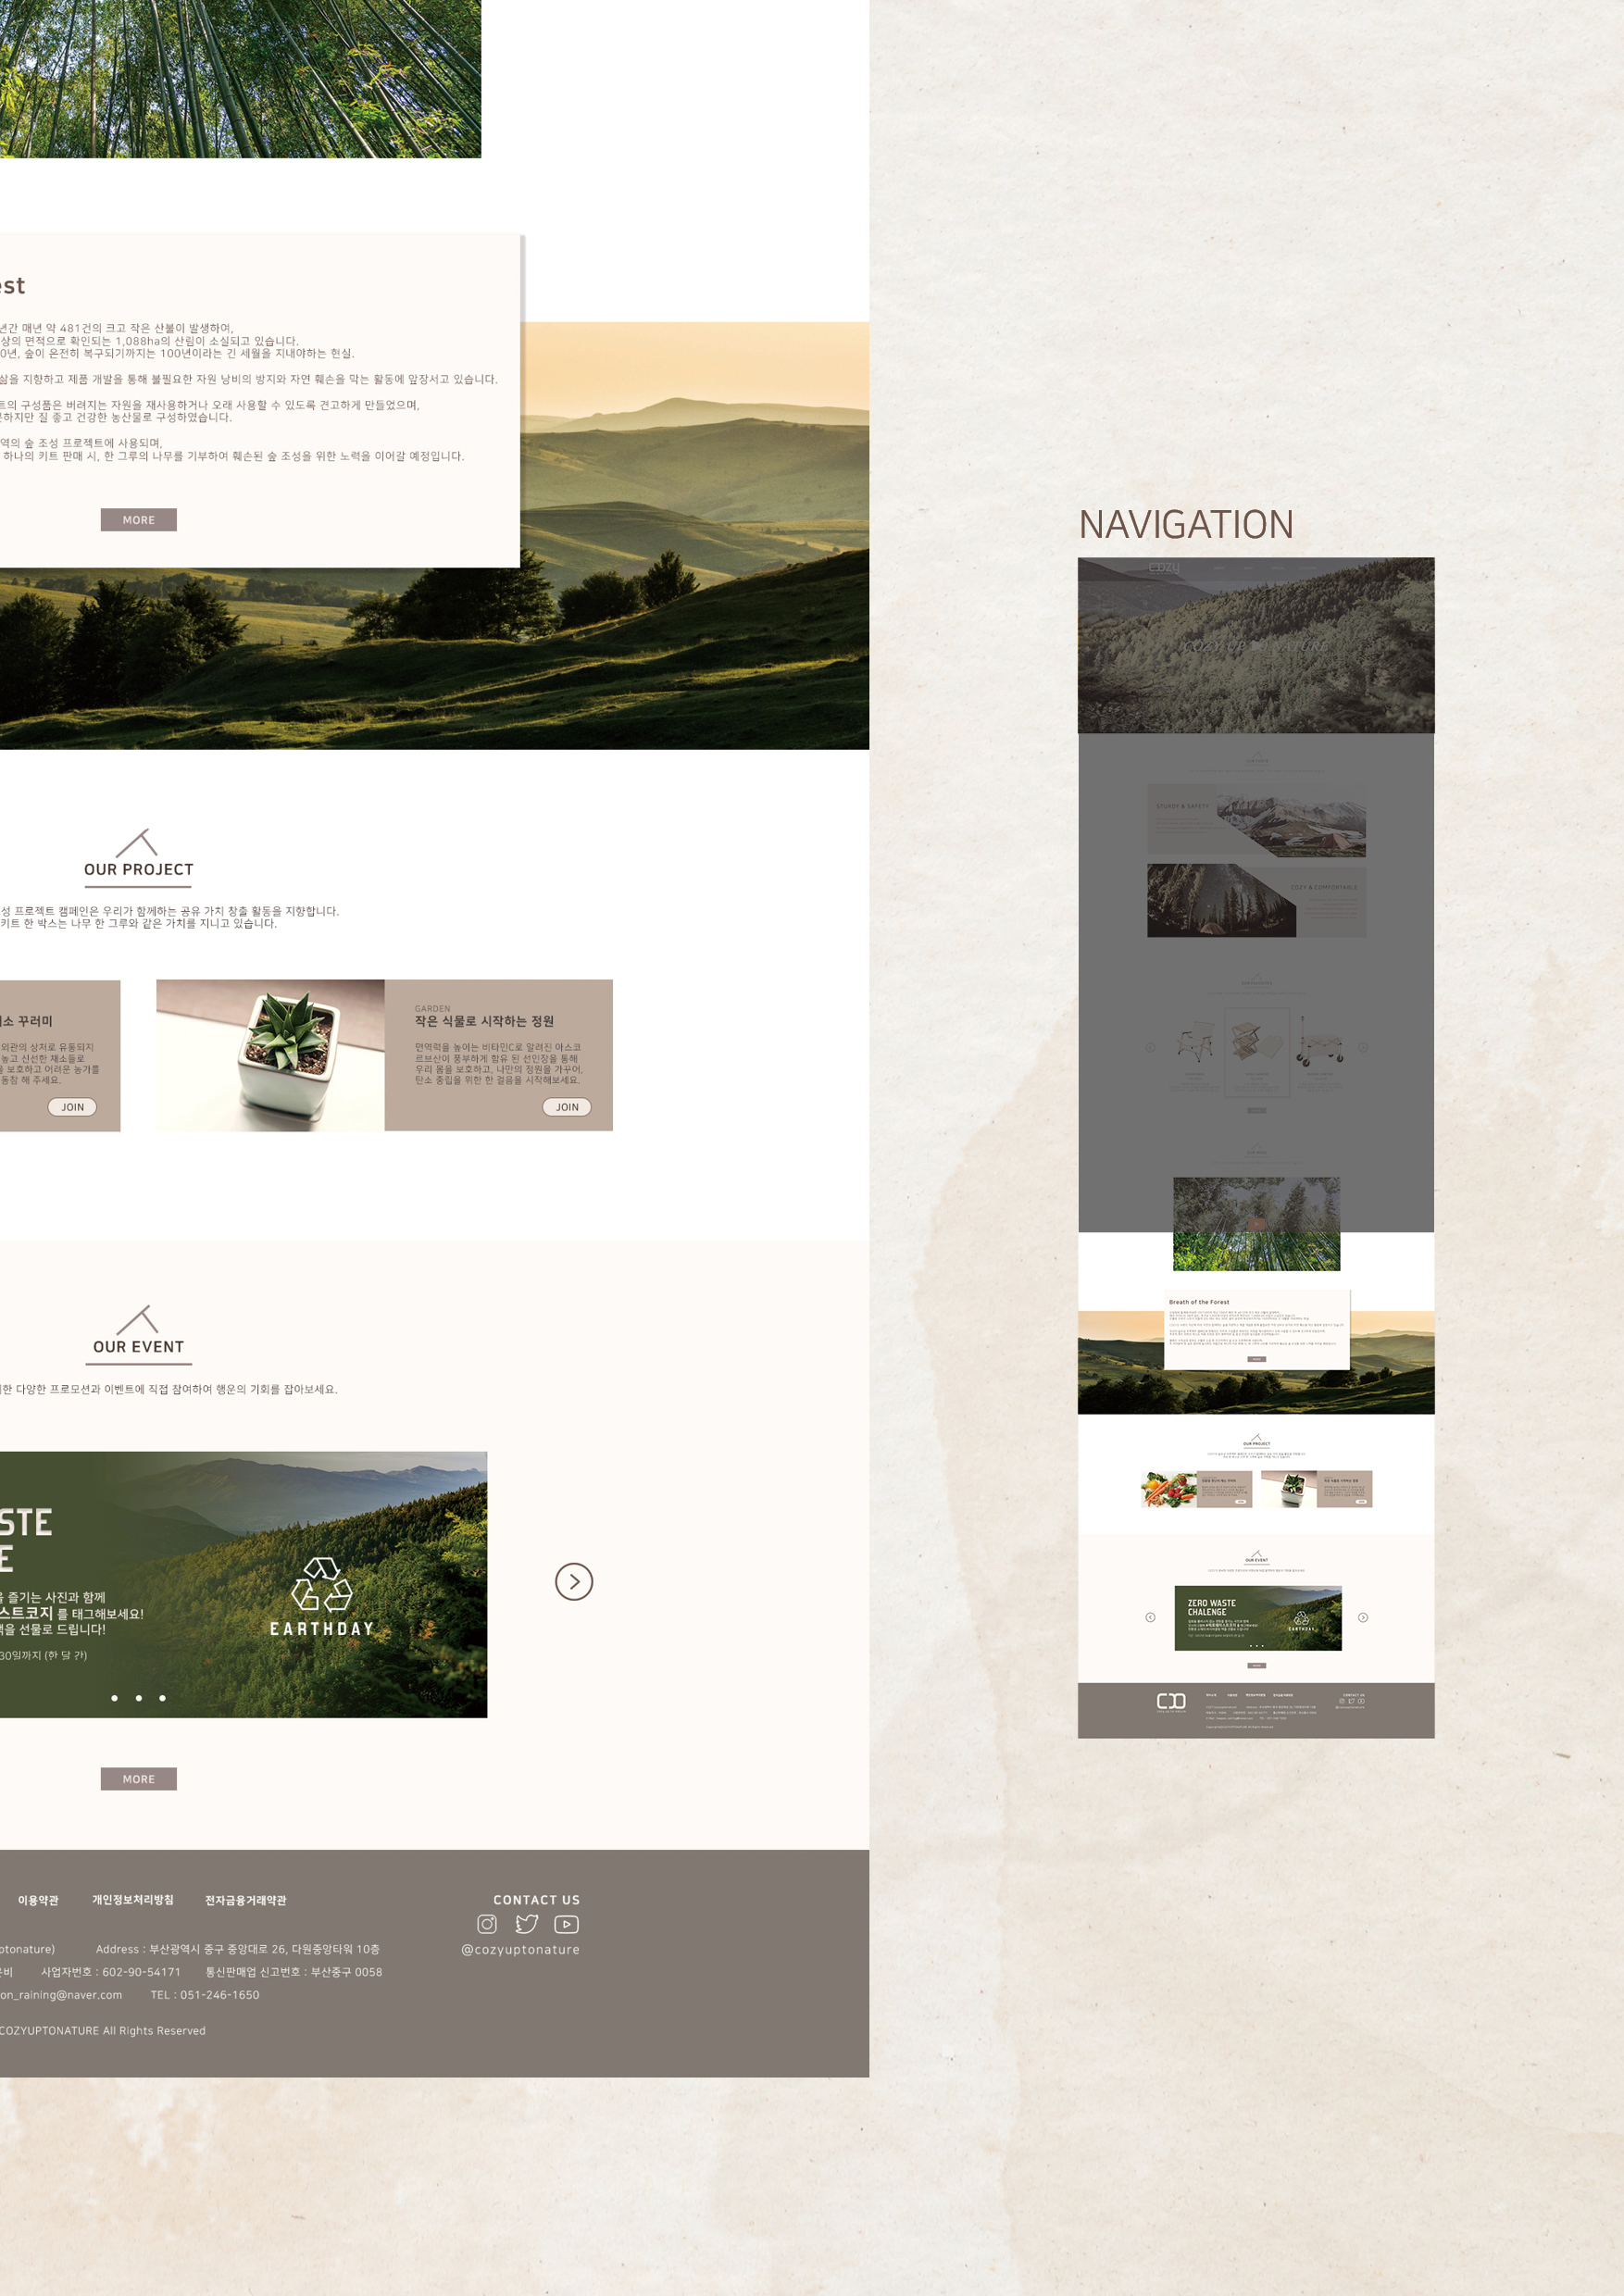 est
년간 매년 약 481건의 크고 작은 산불이 발생하여,
상의 면적으로 확인되는 1,088ha의 산림이 소실되고 있습니다.
0년, 숲이 온전히 복구되기까지는 100년이라는 긴 세월을 지내야하는 현실.
삶을 지향하고 제품 개발을 통해 불필요한 자원 낭비의 방지와 자연 훼손을 막는 활동에 앞장서고 있습니다.
트의 구성품은 버려지는 자원을 재사용하거나 오래 사용할 수 있도록 견고하게 만들었으며,
하지만 질 좋고 건강한 농산물로 구성하였습니다.
역의 숲 조성 프로젝트에 사용되며,
하나의 키트 판매 시, 한 그루의 나무를 기부하여 훼손된 숲 조성을 위한 노력을 이어갈 예정입니다.
MORE
OUR PROJECT
성 프로젝트 캠페인은 우리가 함께하는 공유 가치 창출 활동을 지향합니다.
키트 한 박스는 나무 한 그루와 같은 가치를 지니고 있습니다.
소 꾸러미
외관의 상처로 유통되지
높고 신선한 채소들로
보호하고 어려운 농가를
동참 해 주세요.
JOIN
GARDEN
작은 식물로 시작하는 정원
면역력을 높이는 비타민C로 알려진 아스코
르브산이 풍부하게 함유 된 선인장을 통해
우리 몸을 보호하고, 나만의 정원을 가꾸어,
탄소 중립을 위한 한 걸음을 시작해보세요.
JOIN
OUR EVENT
한 다양한 프로모션과 이벤트에 직접 참여하여 행운의 기회를 잡아보세요.
STE
E
을 즐기는 사진과 함께
스트코지 를 태그해보세요!
을 선물로 드립니다!
30일까지 (한 달 간)
EARTHDAY
MORE
이용약관 개인정보처리방침 전자금융거래약관
ptonature) Address : 부산광역시 중구 중앙대로 26, 다원중앙타워 10층
비 사업자번호 : 602-90-54171 통신판매업 신고번호 : 부산중구 0058
on_raining@naver.com TEL : 051-246-1650
COZYUPTONATURE All Rights Reserved
CONTACT US
@cozyuptonature
NAVIGATION
Cozy
COZY UP TO NATURE
STURDY & SAFETY
COZY & COMFORTABLE
Breath of the Forest
OUR PROJECT
OUR EVENT
ZERO WASTE
CHALENGE
EARTHDAY
CONTACT US